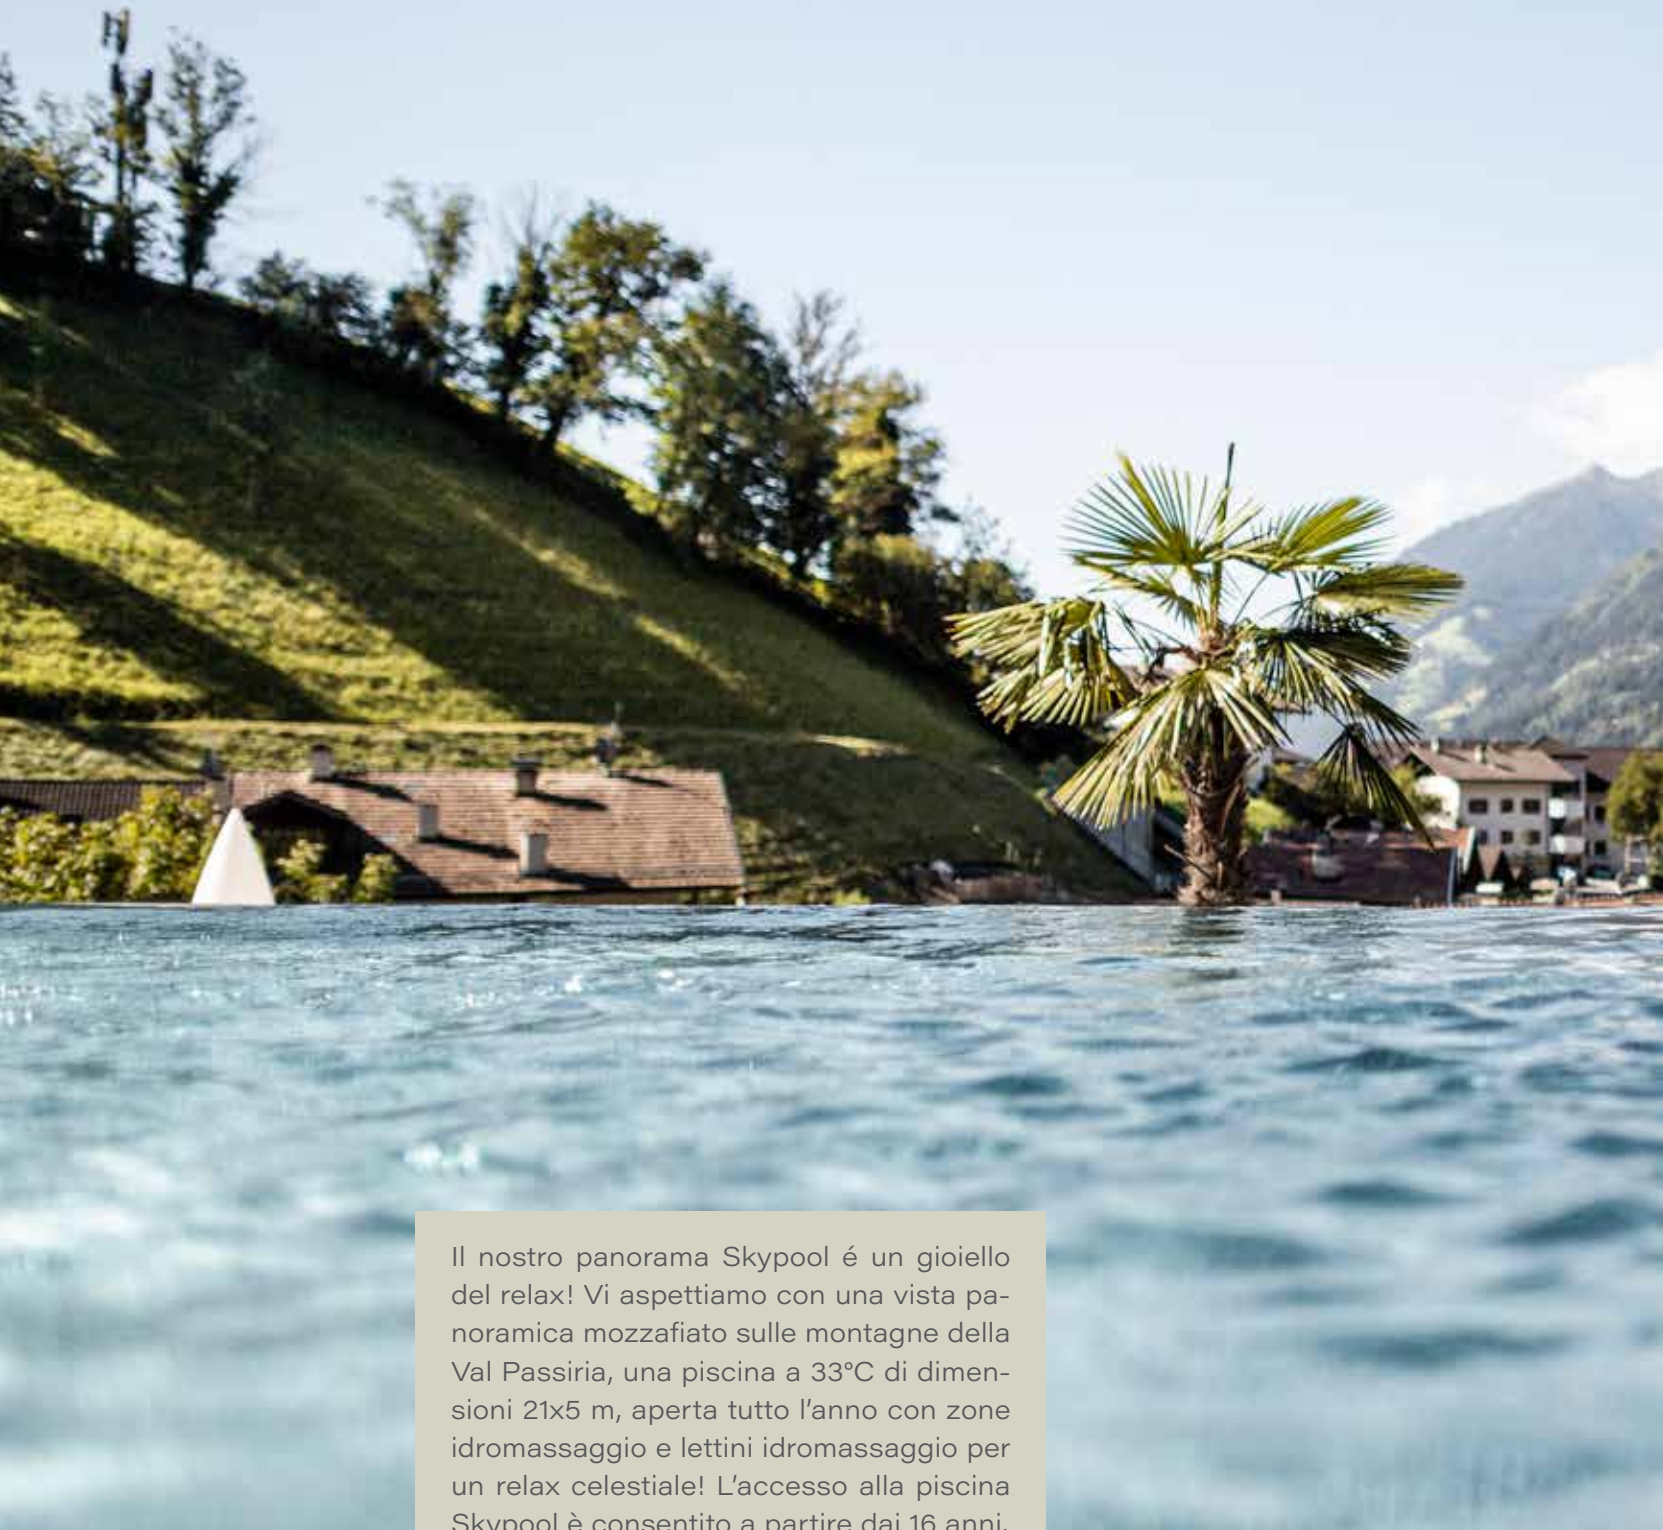 Il nostro panorama Skypool é un gioiello
del relax! Vi aspettiamo con una vista pa-
noramica mozzafiato sulle montagne della
Val Passiria, una piscina a 33°C di dimen-
sioni 21x5 m, aperta tutto l’anno con zone
idromassaggio e lettini idromassaggio per
un relax celestiale! L’accesso alla piscina
Skypool è consentito a partire dai 16 anni.